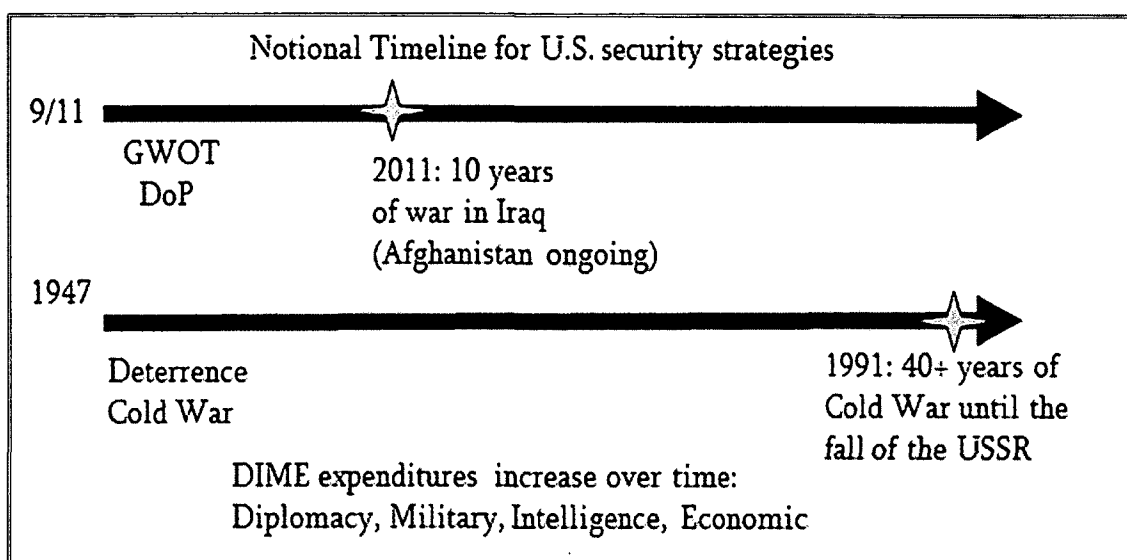 Notional Timeline for U.S. security strategies
9/11
GWOT
DoP
2011: 10 years
of war in Iraq
(Afghanistan ongoing)
1947
Deterrence
Cold War
1991: 40+ years of
Cold War until the
fall of the USSR
DIME expenditures increase over time:
Diplomacy, Military, Intelligence, Economic